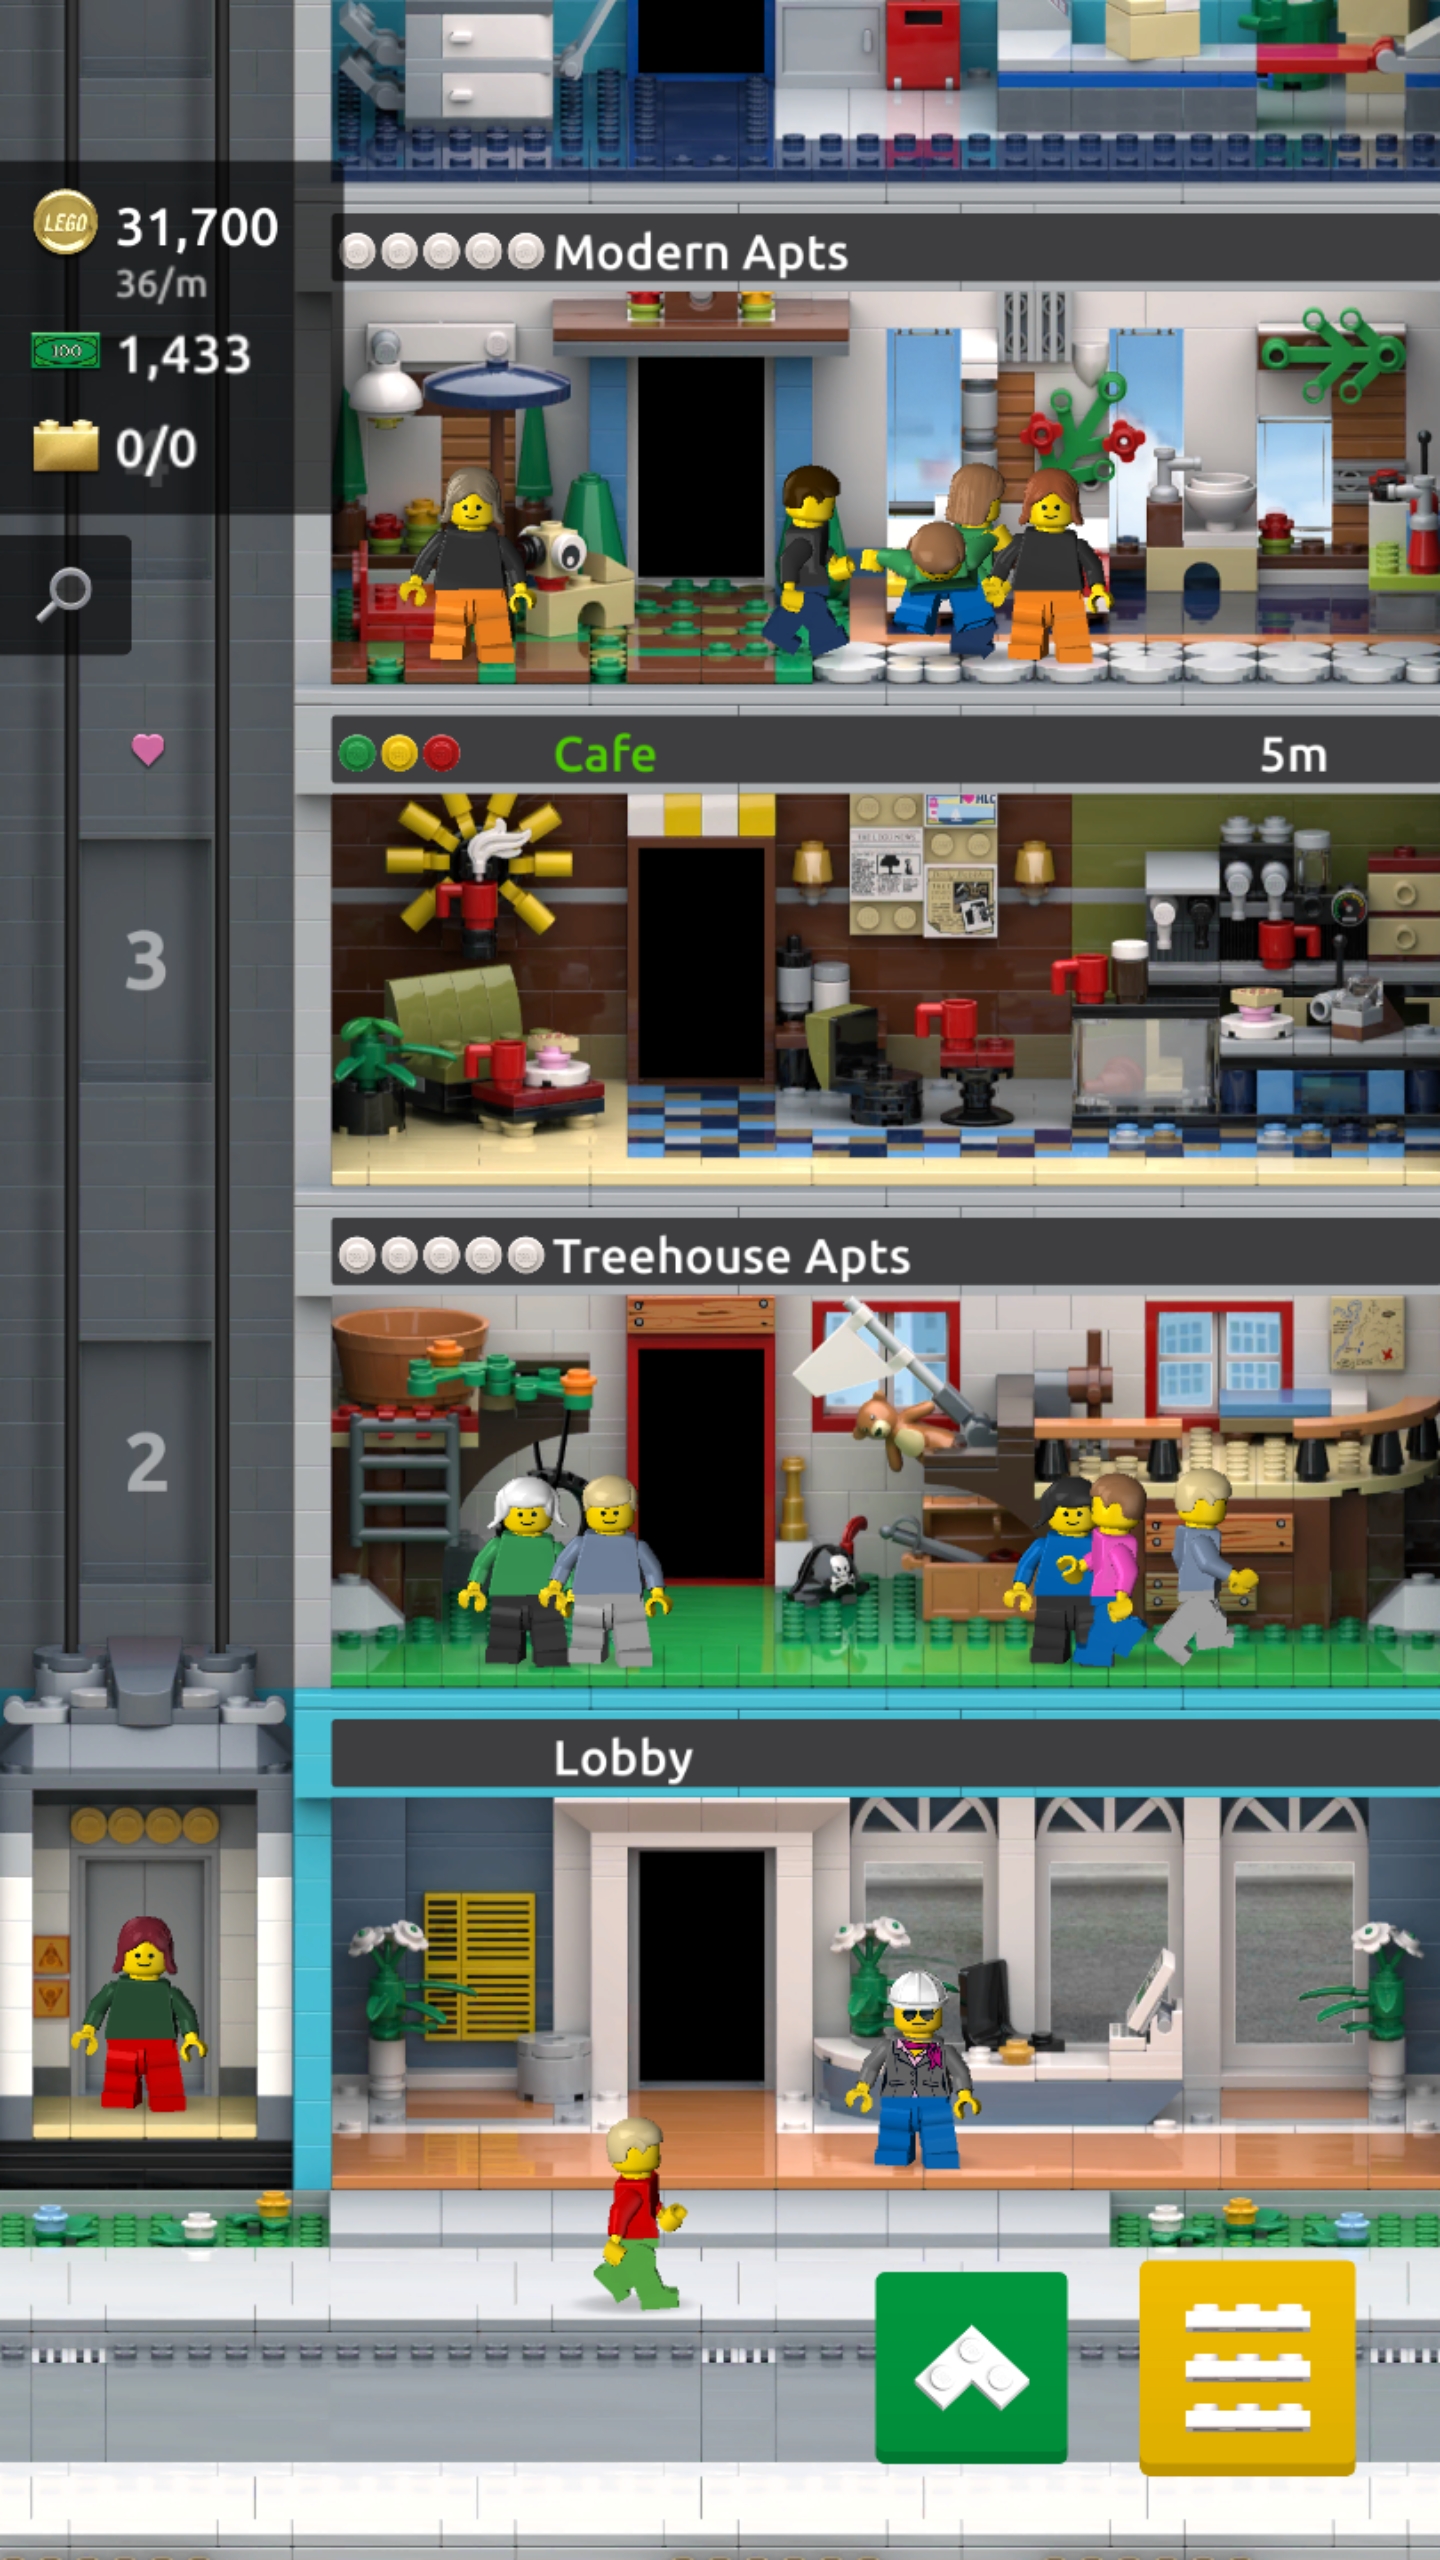 LEGO 31,700
36/m
100 1,433
0/0
Modern Apts
Cafe 5m
3
Treehouse Apts
2
Lobby